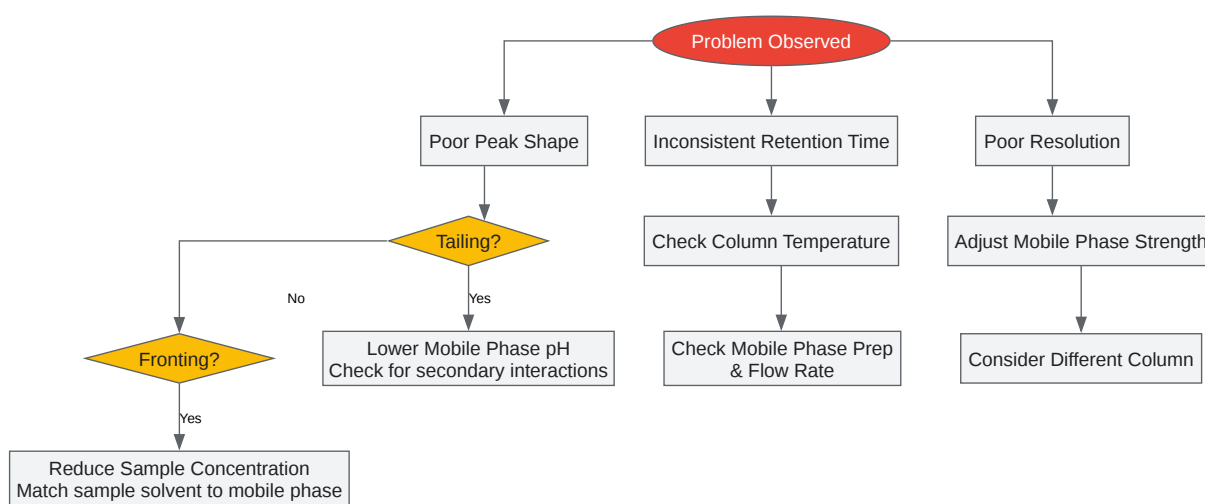 Problem Observed
Poor Peak Shape
Inconsistent Retention Time
Poor Resolution
Tailing?
Check Column Temperature
Adjust Mobile Phase Strength
No
Yes
Fronting?
Lower Mobile Phase pH
Check for secondary interactions
Check Mobile Phase Prep
& Flow Rate
Consider Different Column
Yes
Reduce Sample Concentration
Match sample solvent to mobile phase